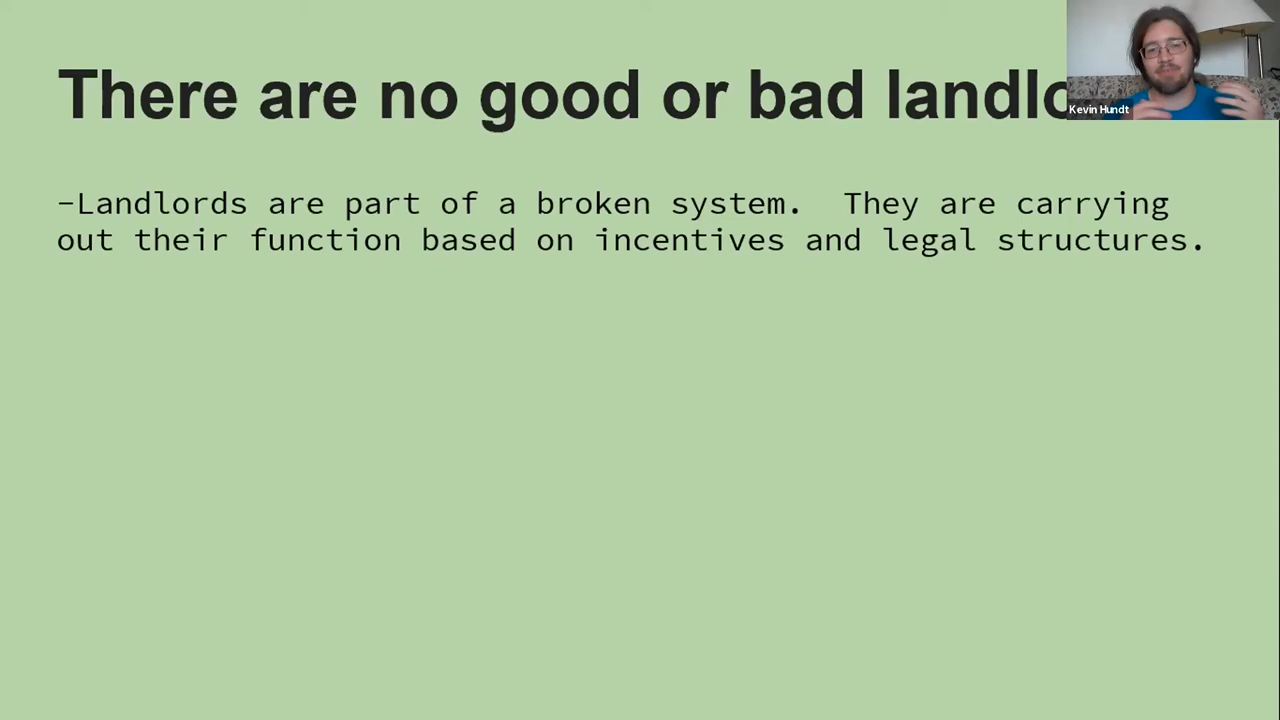 There are no good or bad landlo
Kevin Hundt
-Landlords are part of a broken system.  They are carrying
out their function based on incentives and legal structures.